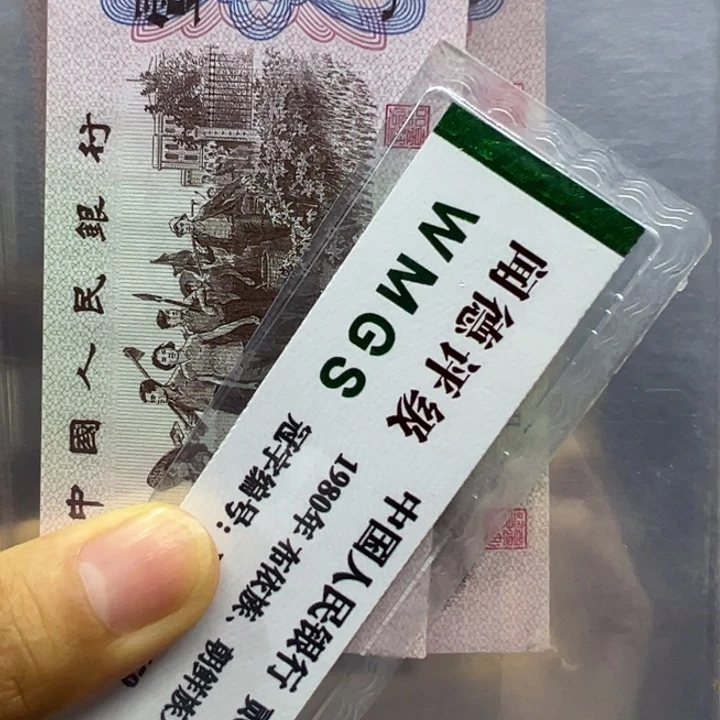 中國人民銀行
闻德评级
WMGS
中国人民银行
1980年 布依族、朝鲜族
冠字编号：